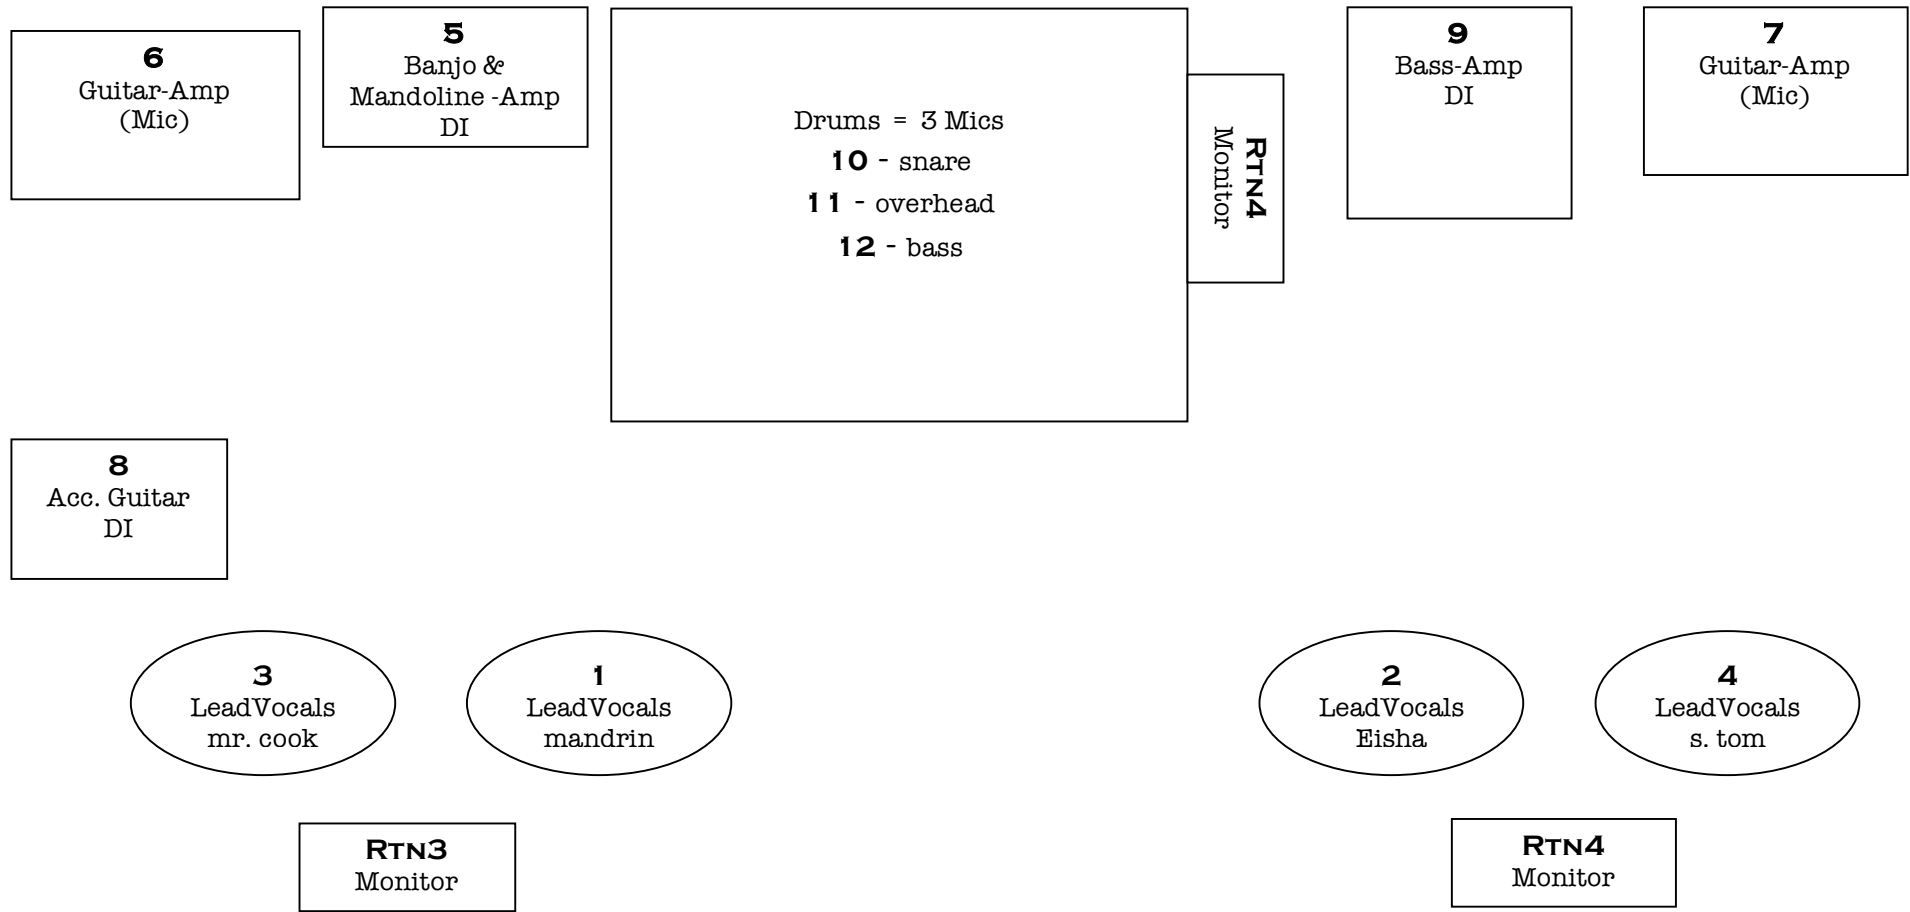 6
Guitar-Amp
(Mic)
5
Banjo &
Mandoline -Amp
DI
Drums = 3 Mics
10 - snare
11 - overhead
12 - bass
RTN4
Monitor
9
Bass-Amp
DI
7
Guitar-Amp
(Mic)
8
Acc. Guitar
DI
3
LeadVocals
mr. cook
1
LeadVocals
mandrin
2
LeadVocals
Eisha
4
LeadVocals
s. tom
RTN3
Monitor
RTN4
Monitor